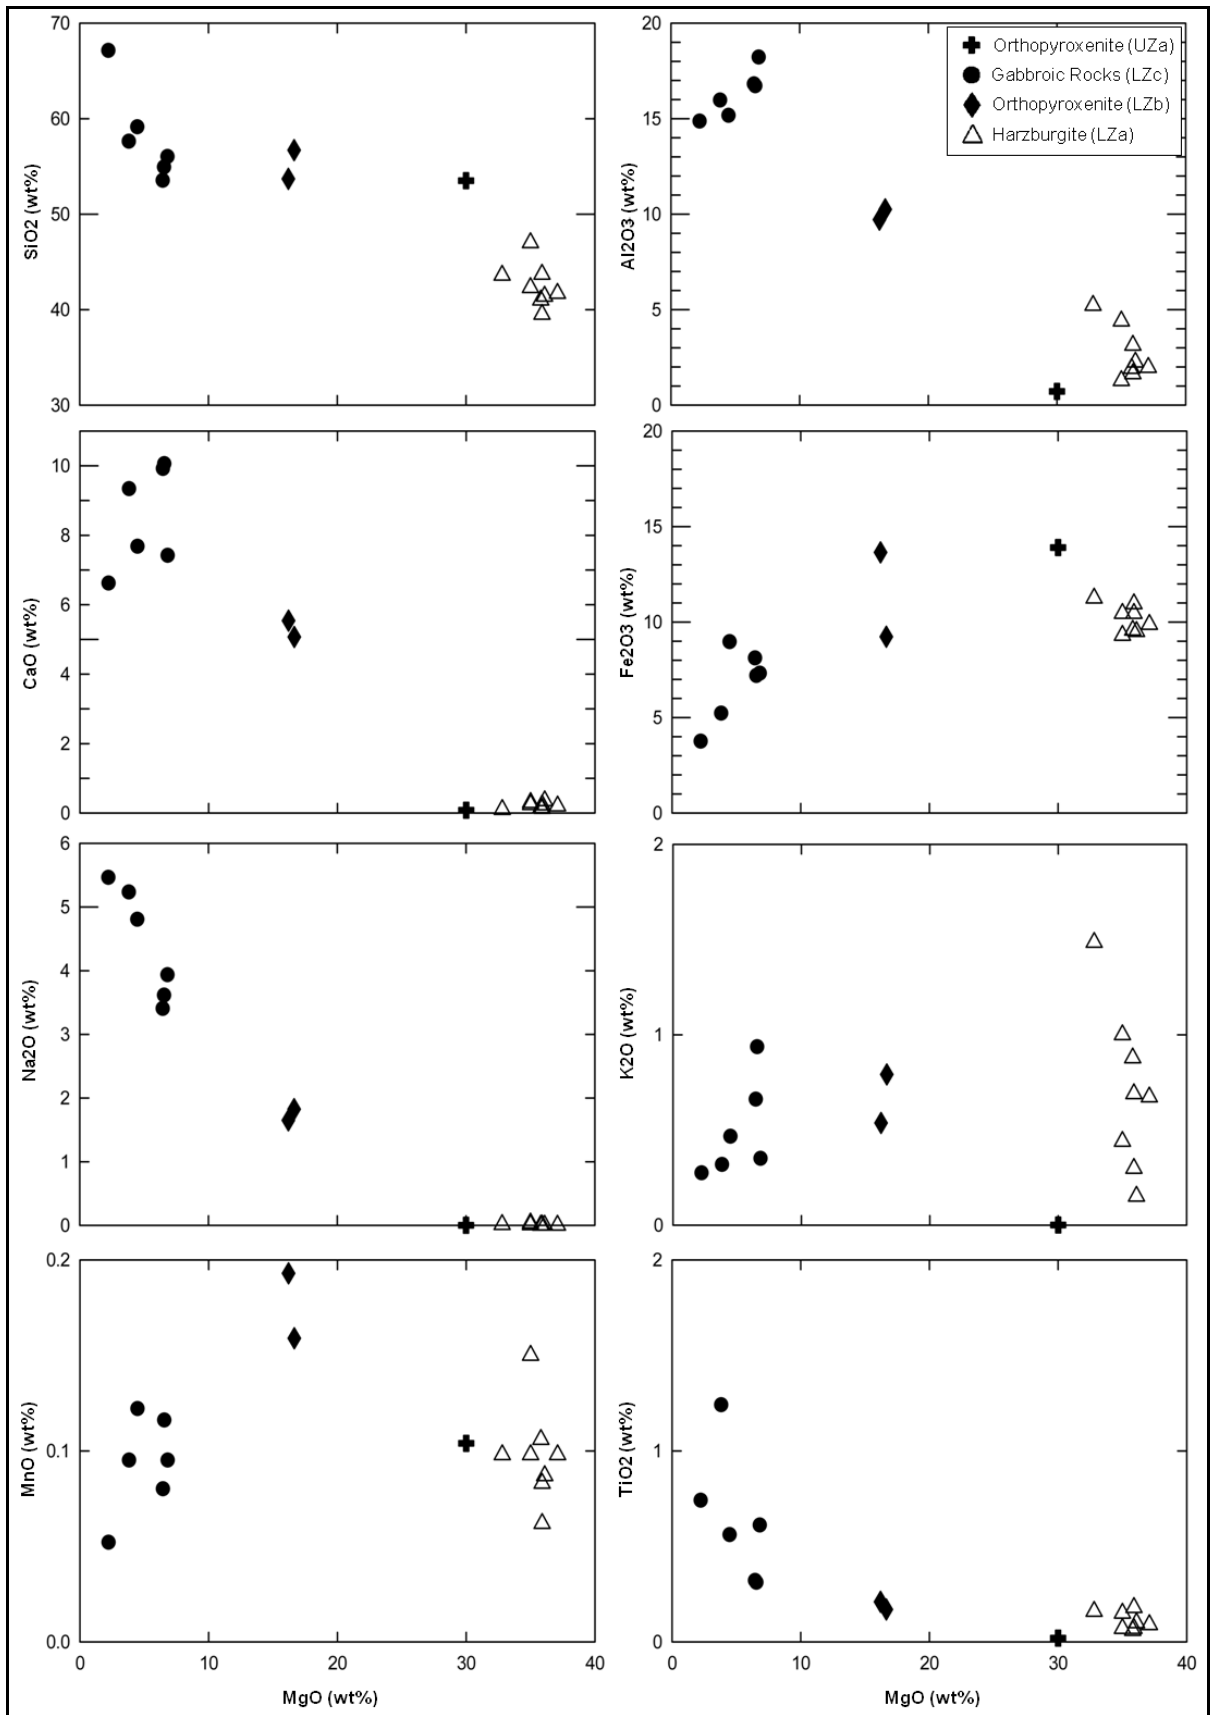 70
60
50
40
30
SiO2 (wt%)
20
15
10
5
0
Al2O3 (wt%)
Orthopyroxenite (UZa)
Gabbroic Rocks (LZc)
Orthopyroxenite (LZb)
Harzburgite (LZa)
10
8
6
4
2
0
CaO (wt%)
20
15
10
5
0
Fe2O3 (wt%)
6
5
4
3
2
1
0
Na2O (wt%)
2
1
0
K2O (wt%)
0.2
0.1
0.0
MnO (wt%)
0 10 20 30 40
MgO (wt%)
2
1
0
TiO2 (wt%)
0 10 20 30 40
MgO (wt%)